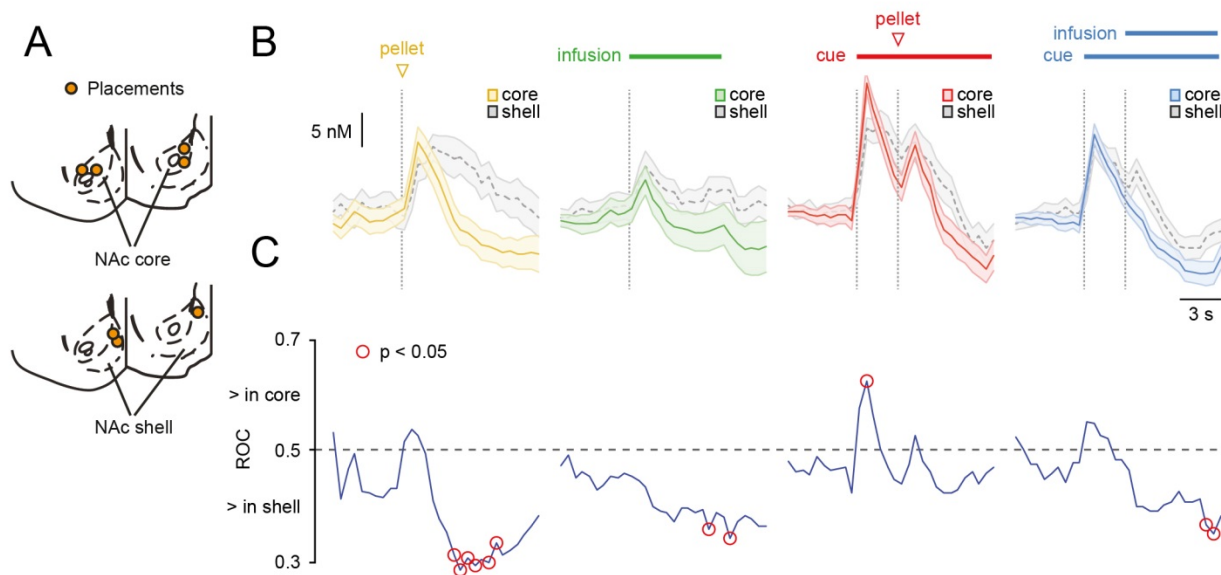 A
Placements
NAc core
NAc shell
B
pellet
infusion
pellet
cue
infusion
cue
core
shell
core
shell
core
shell
core
shell
5 nM
3 s
C
0.7
p < 0.05
> in core
0.5
ROC
> in shell
0.3